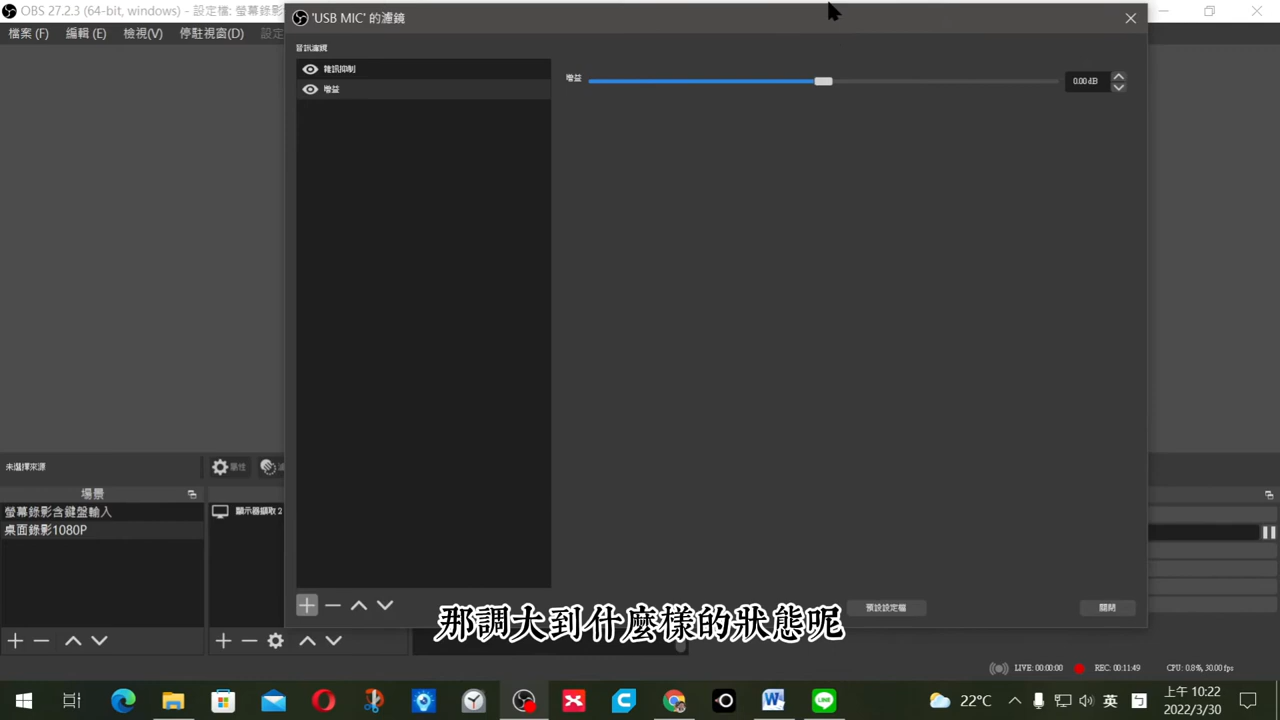 OBS 27.2.3 (64-bit, windows) - 設定檔: 螢幕錄影
檔案 (F)
編輯 (E)
檢視(V)
停駐視窗(D)
設定
'USB MIC' 的濾鏡
音訊濾鏡
雜訊抑制
增益
增益
0.00 dB
未選擇來源
屬性
場景
螢幕錄影含鍵盤輸入
桌面錄影1080P
顯示器擷取 2
預設設定檔
關閉
那調大到什麼樣的狀態呢
LIVE: 00:00:00
REC: 00:11:49
CPU: 0.8%, 30.00 fps
22°C
英
上午 10:22
2022/3/30